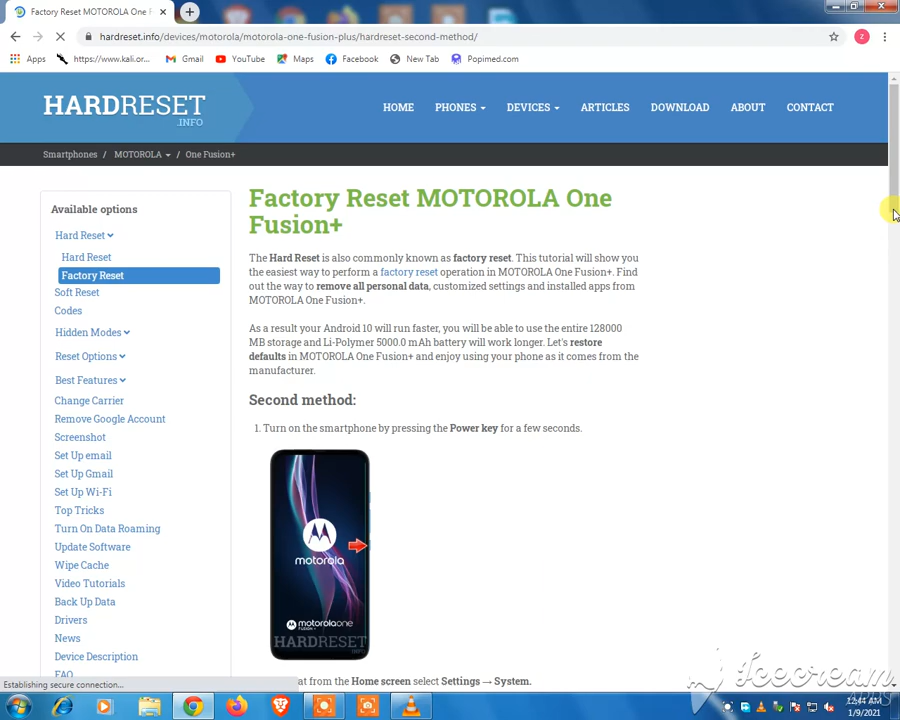 Factory Reset MOTOROLA One F
hardreset.info/devices/motorola/motorola-one-fusion-plus/hardreset-second-method/
z
Apps https://www.kali.or... Gmail YouTube Maps Facebook New Tab Popimed.com
HARDRESET
.INFO
HOME PHONES DEVICES ARTICLES DOWNLOAD ABOUT CONTACT
Smartphones / MOTOROLA / One Fusion+
Available options
Hard Reset
Hard Reset
Factory Reset
Soft Reset
Codes
Hidden Modes
Reset Options
Best Features
Change Carrier
Remove Google Account
Screenshot
Set Up email
Set Up Gmail
Set Up Wi-Fi
Top Tricks
Turn On Data Roaming
Update Software
Wipe Cache
Video Tutorials
Back Up Data
Drivers
News
Device Description
FAQ
Factory Reset MOTOROLA One
Fusion+
The Hard Reset is also commonly known as factory reset. This tutorial will show you
the easiest way to perform a factory reset operation in MOTOROLA One Fusion+. Find
out the way to remove all personal data, customized settings and installed apps from
MOTOROLA One Fusion+.
As a result your Android 10 will run faster, you will be able to use the entire 128000
MB storage and Li-Polymer 5000.0 mAh battery will work longer. Let's restore
defaults in MOTOROLA One Fusion+ and enjoy using your phone as it comes from the
manufacturer.
Second method:
1. Turn on the smartphone by pressing the Power key for a few seconds.
motorola
motorolaone
FUSION+
HARDRESET
.INFO
at from the Home screen select Settings → System.
Establishing secure connection...
Icecream
APPS
12:44 AM
1/9/2021